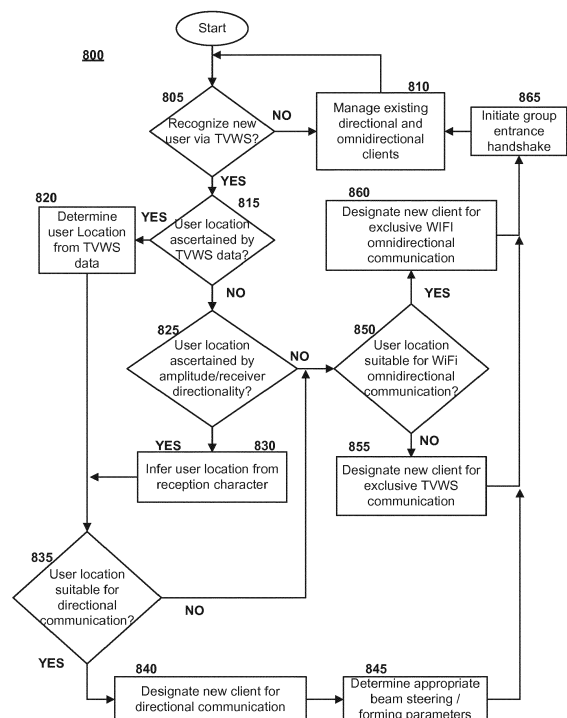 Start
800
805
Recognize new
user via TVWS?
NO
YES
810
Manage existing
directional and
omnidirectional
clients
865
Initiate group
entrance
handshake
815
User location
ascertained by
TVWS data?
YES
NO
820
Determine
user Location
from TVWS
data
860
Designate new client for
exclusive WIFI
omnidirectional
communication
YES
825
User location
ascertained by
amplitude/receiver
directionality?
NO
YES
850
User location
suitable for WiFi
omnidirectional
communication?
NO
830
Infer user location from
reception character
855
Designate new client for
exclusive TVWS
communication
835
User location
suitable for
directional
communication?
NO
YES
840
Designate new client for
directional communication
845
Determine appropriate
beam steering /
forming parameters